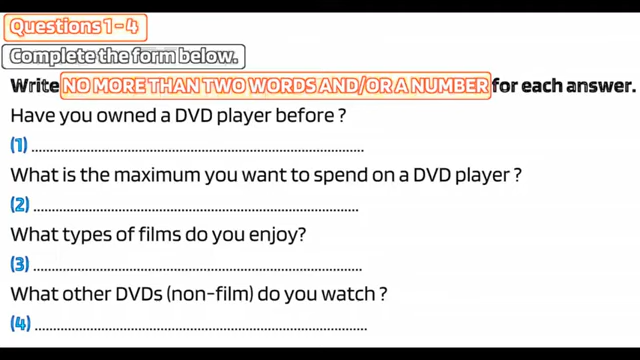 Questions 1 - 4
Complete the form below.
Write NO MORE THAN TWO WORDS AND/OR A NUMBER for each answer.
Have you owned a DVD player before ?
(1) ..........................................................................................
What is the maximum you want to spend on a DVD player ?
(2) ..........................................................................................
What types of films do you enjoy?
(3) ..........................................................................................
What other DVDs (non-film) do you watch ?
(4) ..........................................................................................